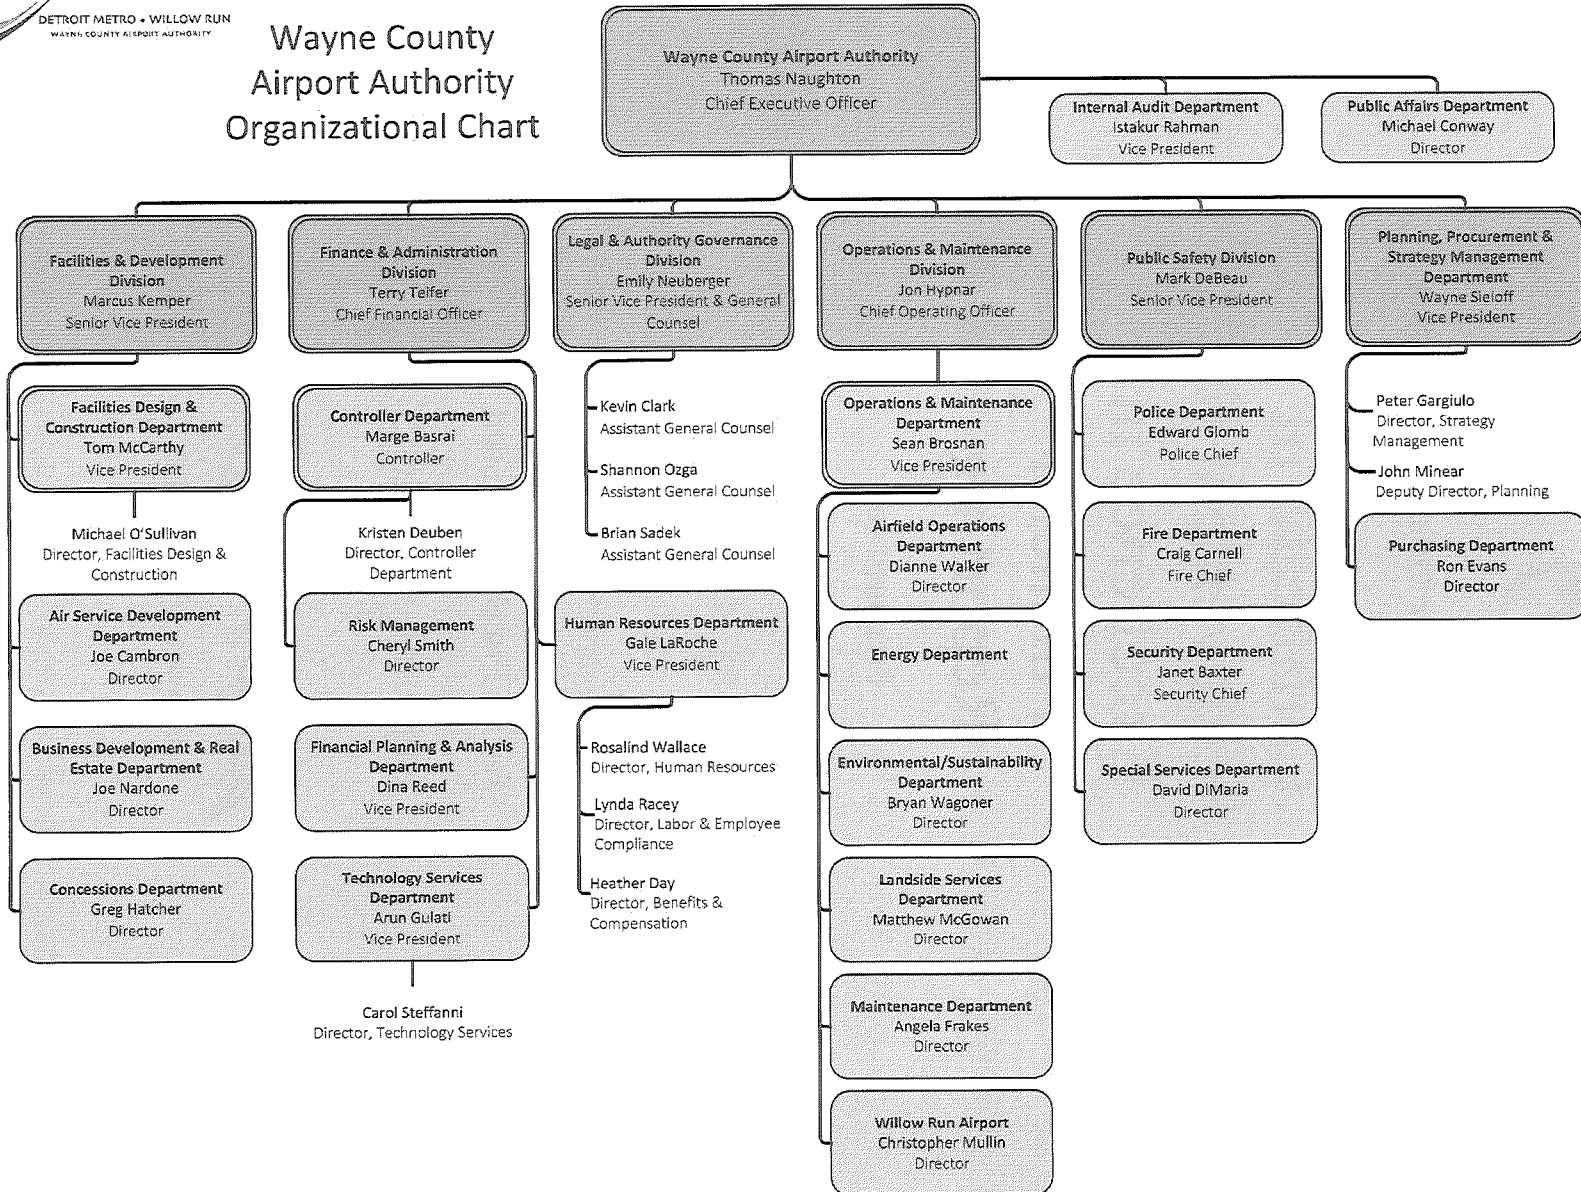 DETROIT METRO • WILLOW RUN
WAYNE COUNTY AIRPORT AUTHORITY
Wayne County
Airport Authority
Organizational Chart
Wayne County Airport Authority
Thomas Naughton
Chief Executive Officer
Internal Audit Department
Istakur Rahman
Vice President
Public Affairs Department
Michael Conway
Director
Facilities & Development
Division
Marcus Kemper
Senior Vice President
Finance & Administration
Division
Terry Teifer
Chief Financial Officer
Legal & Authority Governance
Division
Emily Neuberger
Senior Vice President & General
Counsel
Operations & Maintenance
Division
Jon Hypnar
Chief Operating Officer
Public Safety Division
Mark DeBeau
Senior Vice President
Planning, Procurement &
Strategy Management
Department
Wayne Sieloff
Vice President
Facilities Design &
Construction Department
Tom McCarthy
Vice President
Michael O'Sullivan
Director, Facilities Design &
Construction
Air Service Development
Department
Joe Cambron
Director
Business Development & Real
Estate Department
Joe Nardone
Director
Concessions Department
Greg Hatcher
Director
Controller Department
Marge Basrai
Controller
Kristen Deuben
Director, Controller
Department
Risk Management
Cheryl Smith
Director
Financial Planning & Analysis
Department
Dina Reed
Vice President
Technology Services
Department
Arun Gulati
Vice President
Carol Steffanni
Director, Technology Services
Kevin Clark
Assistant General Counsel
Shannon Ozga
Assistant General Counsel
Brian Sadek
Assistant General Counsel
Human Resources Department
Gale LaRoche
Vice President
Rosalind Wallace
Director, Human Resources
Lynda Racey
Director, Labor & Employee
Compliance
Heather Day
Director, Benefits &
Compensation
Operations & Maintenance
Department
Sean Brosnan
Vice President
Airfield Operations
Department
Dianne Walker
Director
Energy Department
Environmental/Sustainability
Department
Bryan Wagoner
Director
Landside Services
Department
Matthew McGowan
Director
Maintenance Department
Angela Frakes
Director
Willow Run Airport
Christopher Mullin
Director
Police Department
Edward Glomb
Police Chief
Fire Department
Craig Carnell
Fire Chief
Security Department
Janet Baxter
Security Chief
Special Services Department
David DiMaria
Director
Peter Gargiulo
Director, Strategy
Management
John Minear
Deputy Director, Planning
Purchasing Department
Ron Evans
Director